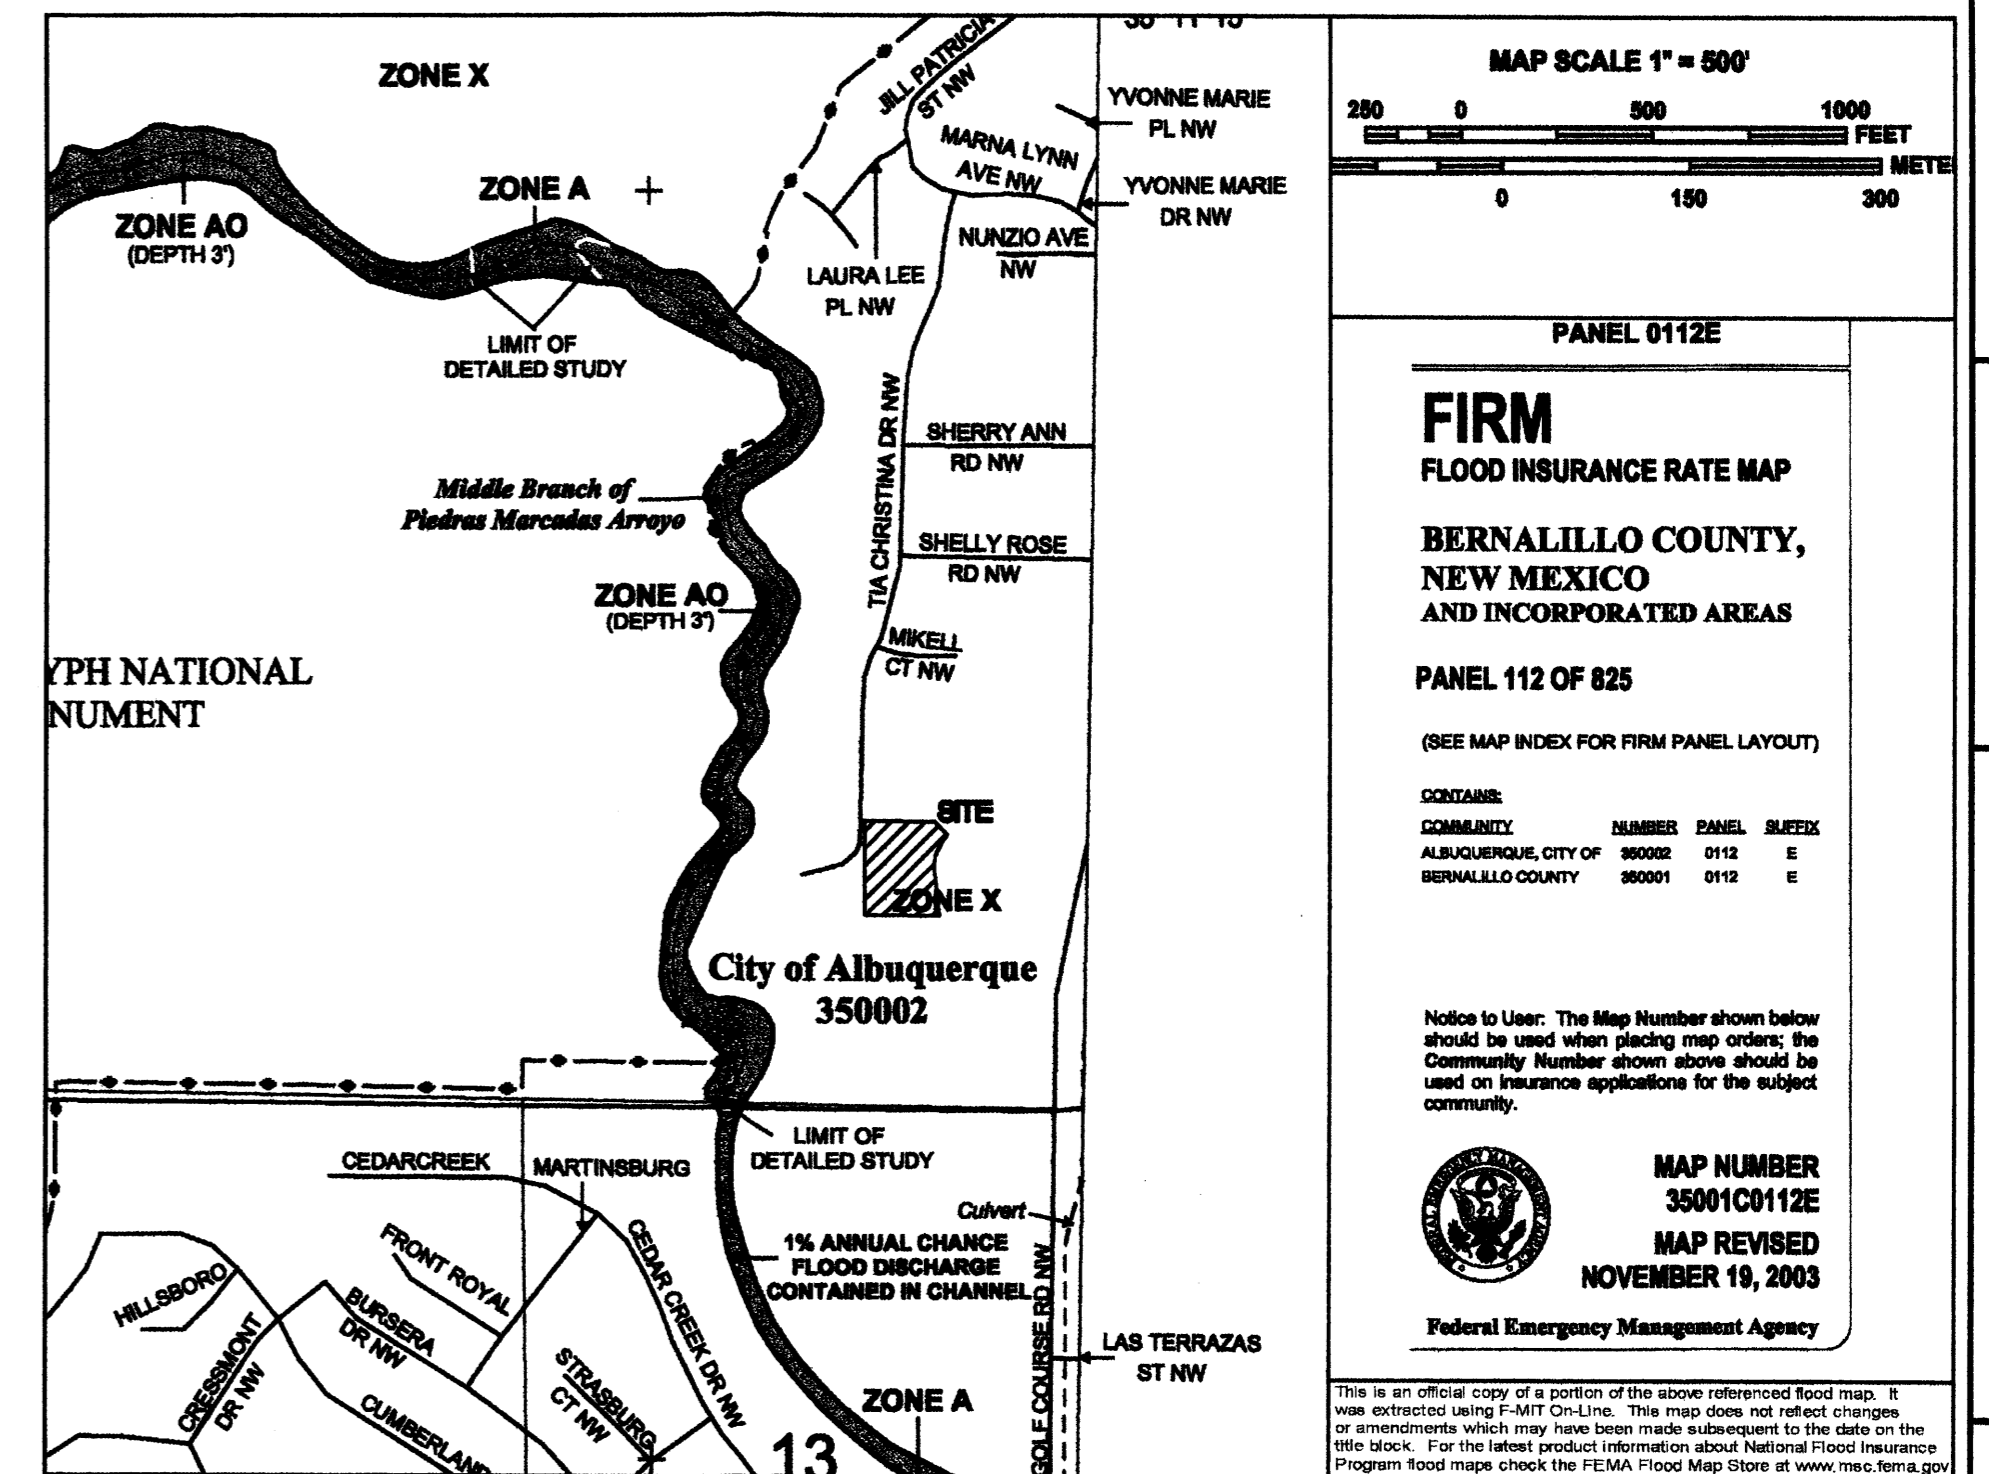 ZONE X
ZONE AO
(DEPTH 3')
ZONE A
LIMIT OF
DETAILED STUDY
JILL PATRICIA
ST NW
MARNA LYNN
AVE NW
YVONNE MARIE
PL NW
YVONNE MARIE
DR NW
NUNZIO AVE
NW
LAURA LEE
PL NW
TIA CHRISTINA DR NW
SHERRY ANN
RD NW
SHELLY ROSE
RD NW
MIKELL
CT NW
Middle Branch of
Piedras Marcadas Arroyo
ZONE AO
(DEPTH 3')
YPH NATIONAL
NUMENT
SITE
ZONE X
City of Albuquerque
350002
LIMIT OF
DETAILED STUDY
CEDARCREEK
MARTINSBURG
Culvert
1% ANNUAL CHANCE
FLOOD DISCHARGE
CONTAINED IN CHANNEL
FRONT ROYAL
CEDAR CREEK DR NW
HILLSBORO
BURSERA
DR NW
CRESSMONT
DR NW
STRASBURG
CT NW
CUMBERLAND
GOLF COURSE RD NW
LAS TERRAZAS
ST NW
ZONE A
13
MAP SCALE 1" = 500'
250 0 500 1000
FEET
METE
0 150 300
PANEL 0112E
FIRM
FLOOD INSURANCE RATE MAP
BERNALILLO COUNTY,
NEW MEXICO
AND INCORPORATED AREAS
PANEL 112 OF 825
(SEE MAP INDEX FOR FIRM PANEL LAYOUT)
CONTAINS:
COMMUNITY NUMBER PANEL SUFFIX
ALBUQUERQUE, CITY OF 350002 0112 E
BERNALILLO COUNTY 350001 0112 E
Notice to User: The Map Number shown below
should be used when placing map orders; the
Community Number shown above should be
used on insurance applications for the subject
community.
MAP NUMBER
35001C0112E
MAP REVISED
NOVEMBER 19, 2003
Federal Emergency Management Agency
This is an official copy of a portion of the above referenced flood map. It
was extracted using F-MIT On-Line. This map does not reflect changes
or amendments which may have been made subsequent to the date on the
title block. For the latest product information about National Flood Insurance
Program flood maps check the FEMA Flood Map Store at www.msc.fema.gov